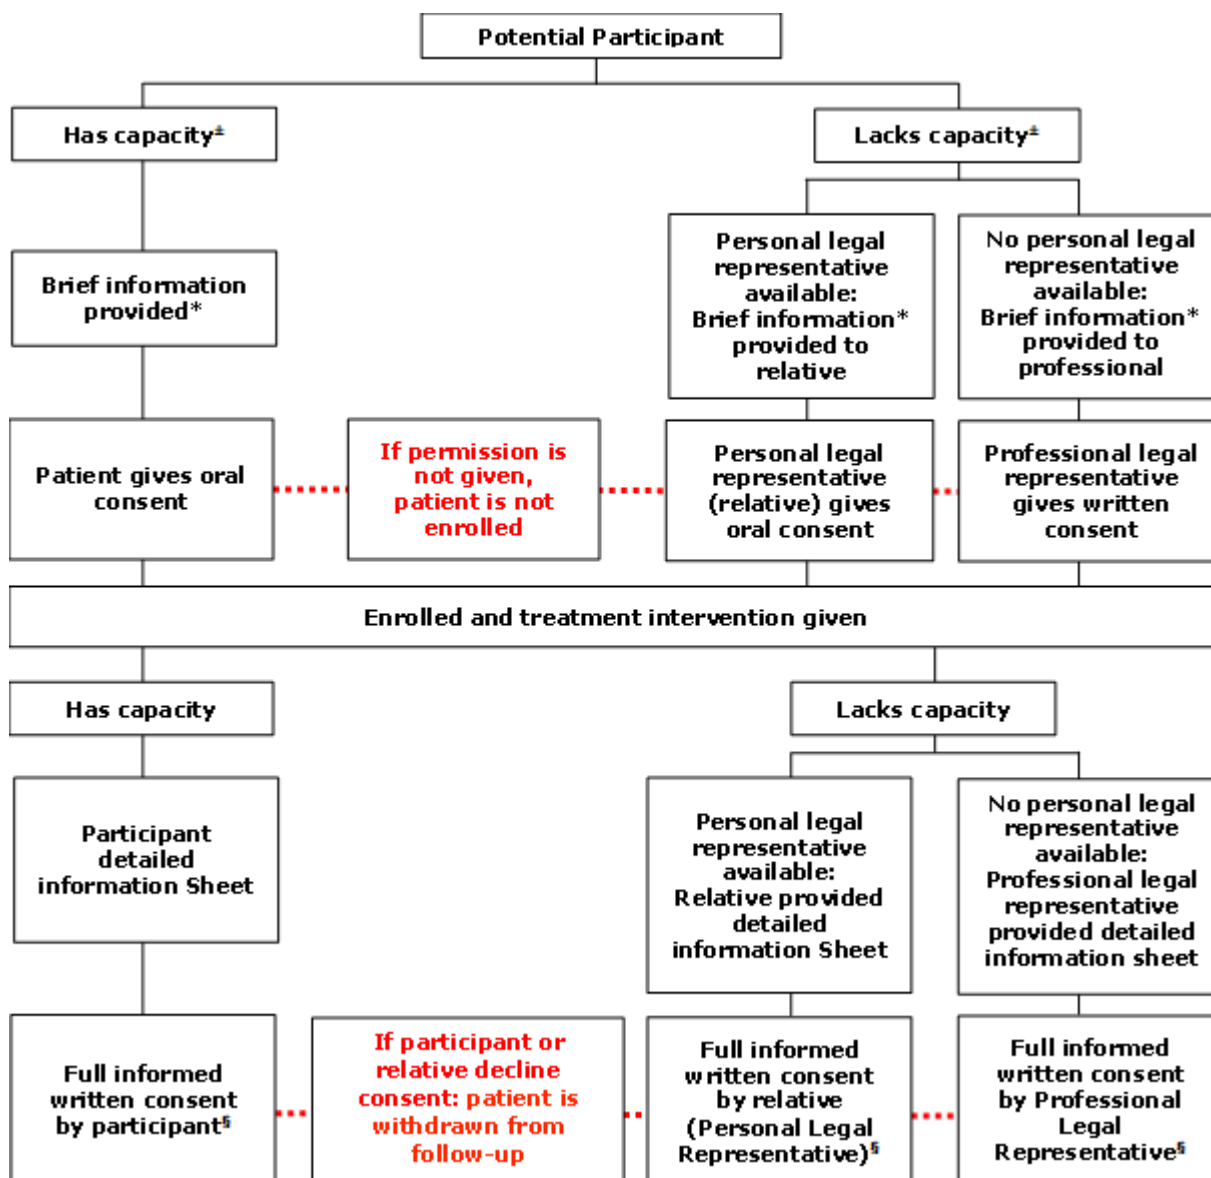 Potential Participant
Has capacity±
Lacks capacity±
Brief information
provided*
Personal legal
representative
available:
Brief information*
provided to
relative
No personal legal
representative
available:
Brief information*
provided to
professional
Patient gives oral
consent
If permission is
not given,
patient is not
enrolled
Personal legal
representative
(relative) gives
oral consent
Professional legal
representative
gives written
consent
Enrolled and treatment intervention given
Has capacity
Lacks capacity
Participant
detailed
information Sheet
Personal legal
representative
available:
Relative provided
detailed
information Sheet
No personal legal
representative
available:
Professional legal
representative
provided detailed
information sheet
Full informed
written consent
by participant§
If participant or
relative decline
consent: patient is
withdrawn from
follow-up
Full informed
written consent
by relative
(Personal Legal
Representative)§
Full informed
written consent
by Professional
Legal
Representative§